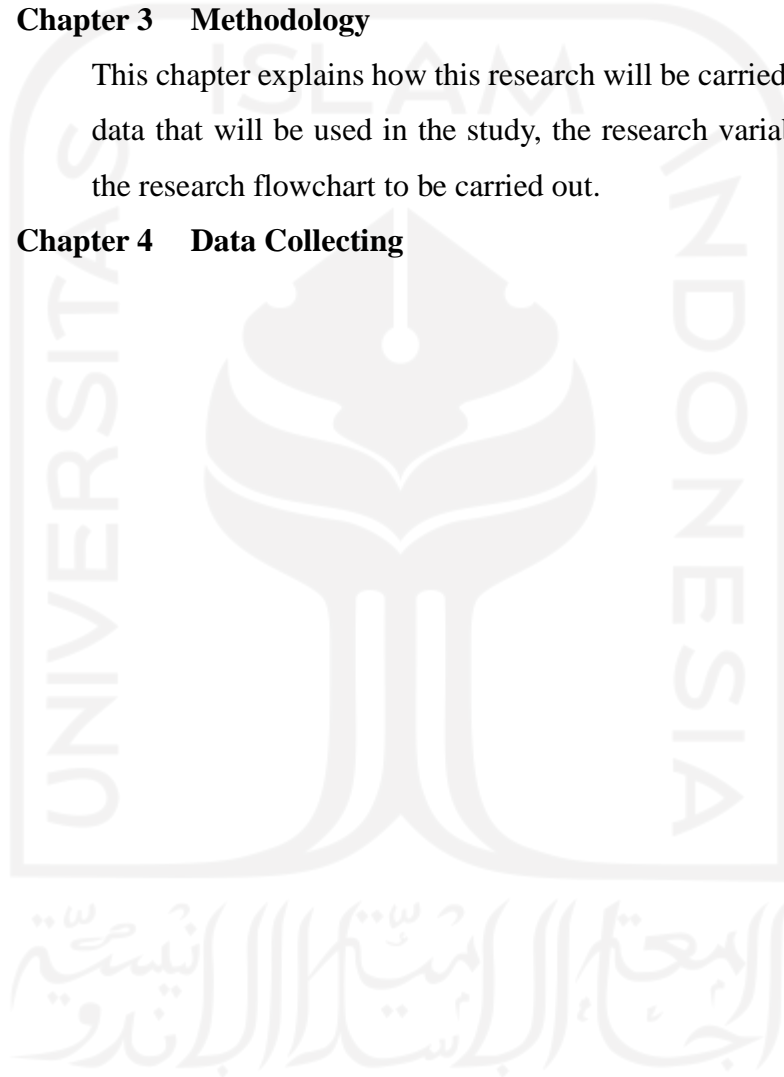 Chapter 3 Methodology
This chapter explains how this research will be carried
data that will be used in the study, the research
the research flowchart to be carried out.
Chapter 4 Data Collecting
ISLAM
UNIVERSITAS
INDONESIA